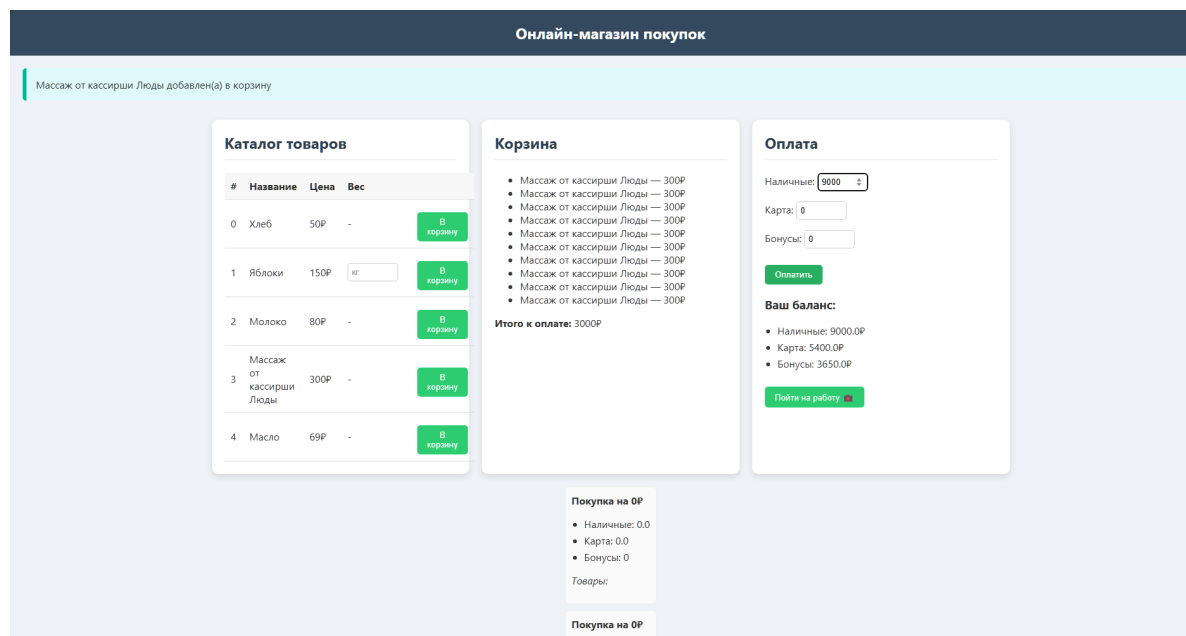 Онлайн-магазин покупок
Массаж от кассирши Люды добавлен(а) в корзину
Каталог товаров
# Название Цена Вес
0 Хлеб 50₽ - В корзину
1 Яблоки 150₽ кг В корзину
2 Молоко 80₽ - В корзину
3 Массаж от кассирши Люды 300₽ - В корзину
4 Масло 69₽ - В корзину
Корзина
Массаж от кассирши Люды — 300₽
Массаж от кассирши Люды — 300₽
Массаж от кассирши Люды — 300₽
Массаж от кассирши Люды — 300₽
Массаж от кассирши Люды — 300₽
Массаж от кассирши Люды — 300₽
Массаж от кассирши Люды — 300₽
Массаж от кассирши Люды — 300₽
Массаж от кассирши Люды — 300₽
Массаж от кассирши Люды — 300₽
Итого к оплате: 3000₽
Оплата
Наличные: 9000
Карта: 0
Бонусы: 0
Оплатить
Ваш баланс:
Наличные: 9000.0₽
Карта: 5400.0₽
Бонусы: 3650.0₽
Пойти на работу
Покупка на 0₽
Наличные: 0.0
Карта: 0.0
Бонусы: 0
Товары:
Покупка на 0₽